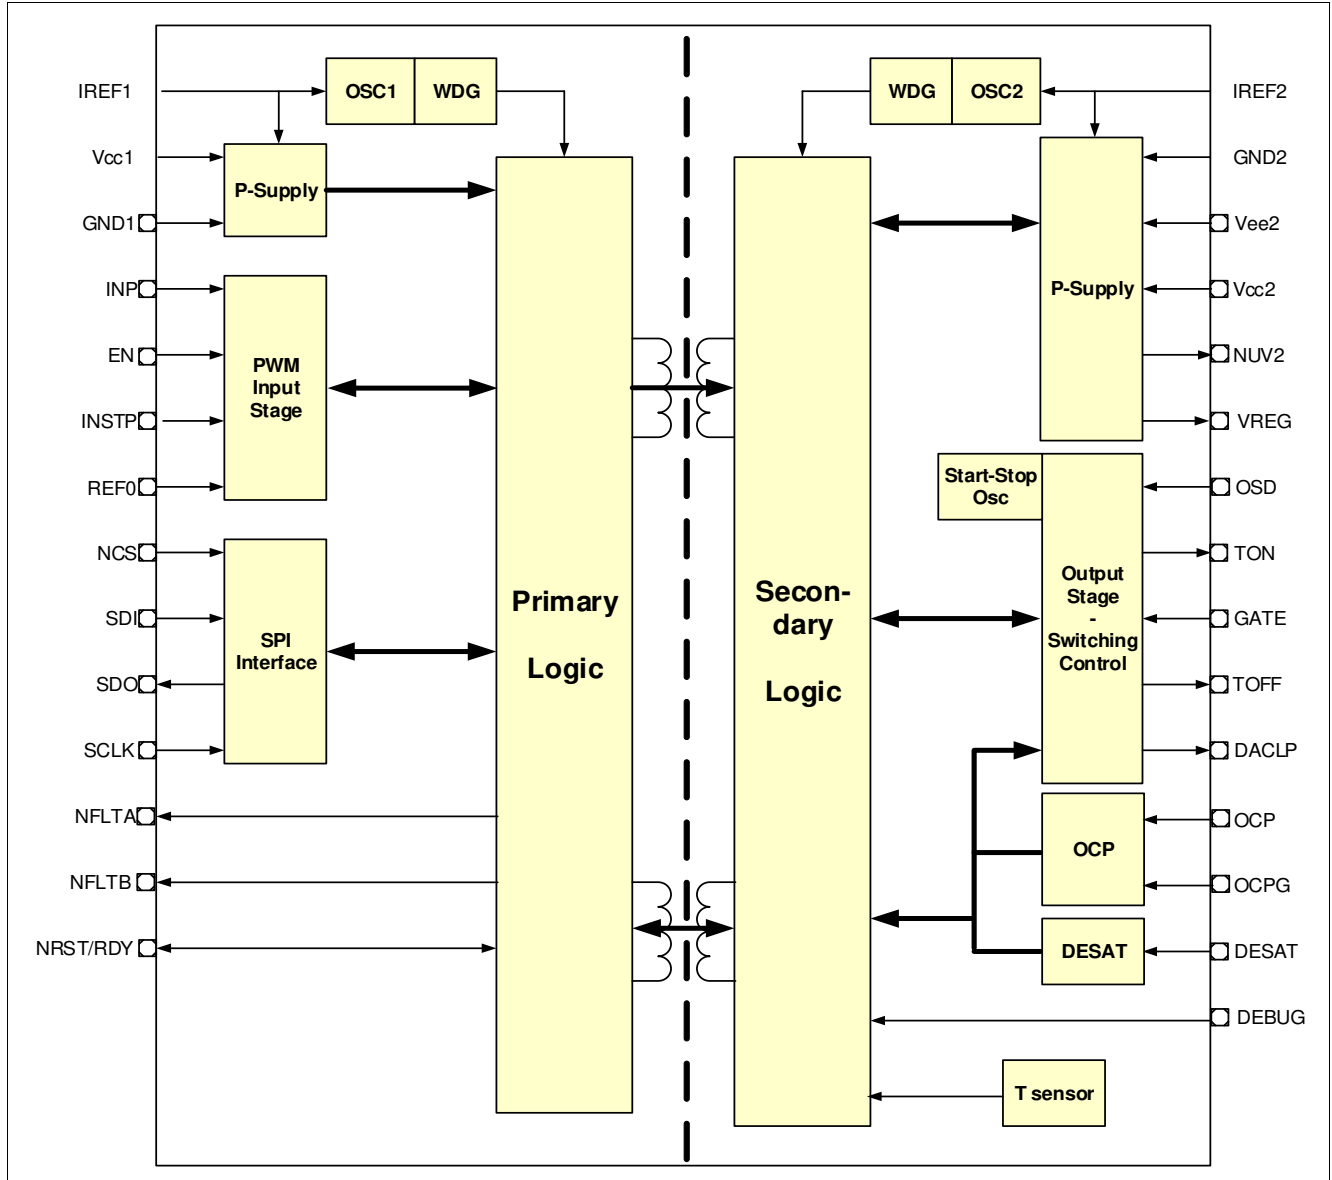 IREF1
OSC1
WDG
WDG
OSC2
IREF2
Vcc1
GND2
P-Supply
GND1
Vee2
INP
P-Supply
Vcc2
EN
NUV2
PWM
Input
Stage
INSTP
VREG
REF0
Start-Stop
Osc
OSD
NCS
TON
SDI
SPI
Interface
Primary
Logic
Secon-
dary
Logic
Output
Stage
-
Switching
Control
GATE
SDO
TOFF
SCLK
DACLP
NFLTA
OCP
OCP
NFLTB
OCPG
NRST/RDY
DESAT
DESAT
DEBUG
T sensor